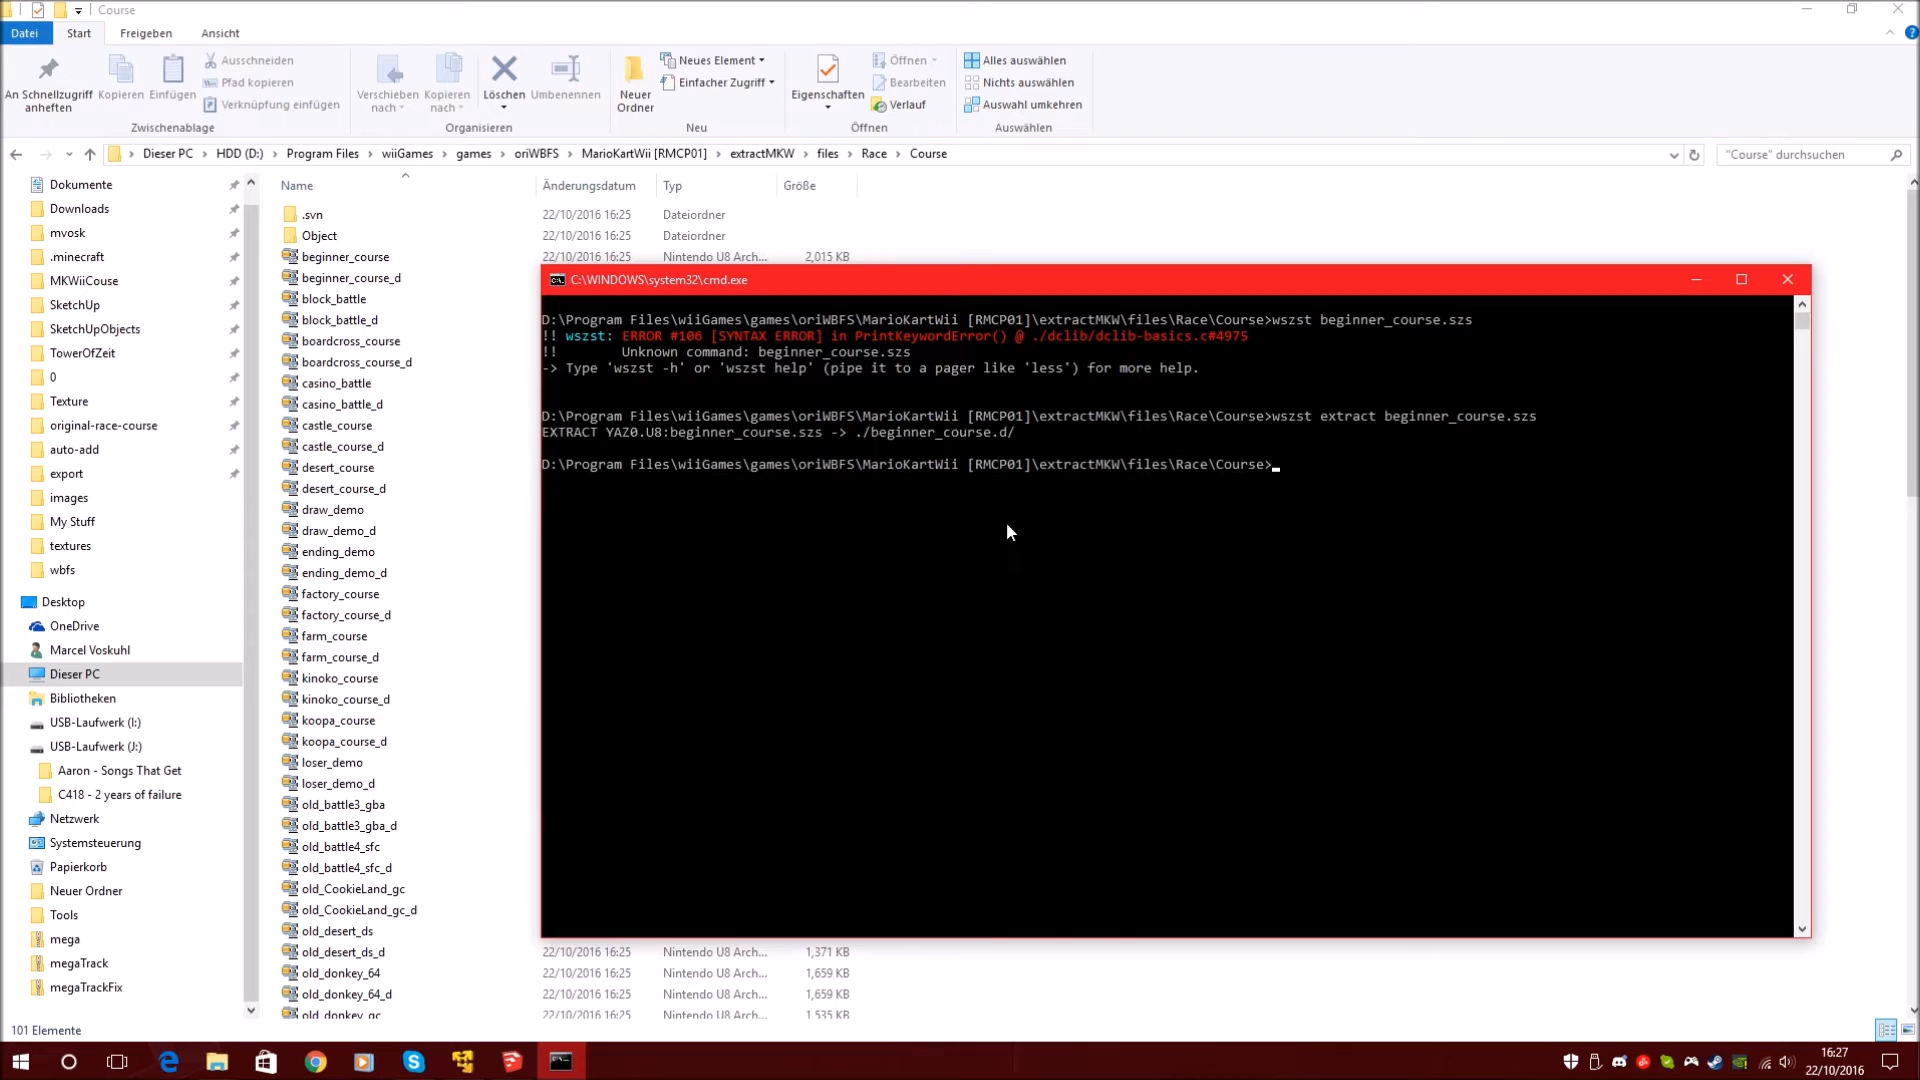 Course
Datei Start Freigeben Ansicht
An Schnellzugriff anheften
Kopieren
Einfügen
Ausschneiden
Pfad kopieren
Verknüpfung einfügen
Zwischenablage
Verschieben nach
Kopieren nach
Löschen
Umbenennen
Organisieren
Neuer Ordner
Neues Element
Einfacher Zugriff
Neu
Eigenschaften
Öffnen
Bearbeiten
Verlauf
Öffnen
Alles auswählen
Nichts auswählen
Auswahl umkehren
Auswählen
Dieser PC > HDD (D:) > Program Files > wiiGames > games > oriWBFS > MarioKartWii [RMCP01] > extractMKW > files > Race > Course
"Course" durchsuchen
Dokumente
Downloads
mvosk
.minecraft
MKWiiCouse
SketchUp
SketchUpObjects
TowerOfZeit
0
Texture
original-race-course
auto-add
export
images
My Stuff
textures
wbfs
Desktop
OneDrive
Marcel Voskuhl
Dieser PC
Bibliotheken
USB-Laufwerk (I:)
USB-Laufwerk (J:)
Aaron - Songs That Get
C418 - 2 years of failure
Netzwerk
Systemsteuerung
Papierkorb
Neuer Ordner
Tools
mega
megaTrack
megaTrackFix
Name Änderungsdatum Typ Größe
.svn 22/10/2016 16:25 Dateiordner
Object 22/10/2016 16:25 Dateiordner
beginner_course 22/10/2016 16:25 Nintendo U8 Arch... 2,015 KB
beginner_course_d
block_battle
block_battle_d
boardcross_course
boardcross_course_d
casino_battle
casino_battle_d
castle_course
castle_course_d
desert_course
desert_course_d
draw_demo
draw_demo_d
ending_demo
ending_demo_d
factory_course
factory_course_d
farm_course
farm_course_d
kinoko_course
kinoko_course_d
koopa_course
koopa_course_d
loser_demo
loser_demo_d
old_battle3_gba
old_battle3_gba_d
old_battle4_sfc
old_battle4_sfc_d
old_CookieLand_gc
old_CookieLand_gc_d
old_desert_ds
old_desert_ds_d 22/10/2016 16:25 Nintendo U8 Arch... 1,371 KB
old_donkey_64 22/10/2016 16:25 Nintendo U8 Arch... 1,659 KB
old_donkey_64_d 22/10/2016 16:25 Nintendo U8 Arch... 1,659 KB
old_donkey_gc 22/10/2016 16:25 Nintendo U8 Arch... 1,535 KB
C:\WINDOWS\system32\cmd.exe
D:\Program Files\wiiGames\games\oriWBFS\MarioKartWii [RMCP01]\extractMKW\files\Race\Course>wszst beginner_course.szs
!! wszst: ERROR #106 [SYNTAX ERROR] in PrintKeywordError() @ ./dclib/dclib-basics.c#4975
!! Unknown command: beginner_course.szs
-> Type 'wszst -h' or 'wszst help' (pipe it to a pager like 'less') for more help.
D:\Program Files\wiiGames\games\oriWBFS\MarioKartWii [RMCP01]\extractMKW\files\Race\Course>wszst extract beginner_course.szs
EXTRACT YAZ0.U8:beginner_course.szs -> ./beginner_course.d/
D:\Program Files\wiiGames\games\oriWBFS\MarioKartWii [RMCP01]\extractMKW\files\Race\Course>
101 Elemente
16:27
22/10/2016